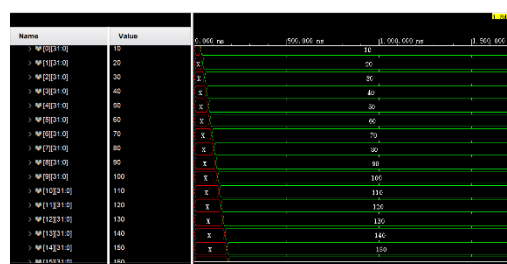 Name Value 0.000 ns 500.000 ns 1,000.000 ns 1,500.000
[0][31:0] 10 10
[1][31:0] 20 X 20
[2][31:0] 30 X 30
[3][31:0] 40 X 40
[4][31:0] 50 X 50
[5][31:0] 60 X 60
[6][31:0] 70 X 70
[7][31:0] 80 X 80
[8][31:0] 90 X 90
[9][31:0] 100 X 100
[10][31:0] 110 X 110
[11][31:0] 120 X 120
[12][31:0] 130 X 130
[13][31:0] 140 X 140
[14][31:0] 150 X 150
[15][31:0] 160